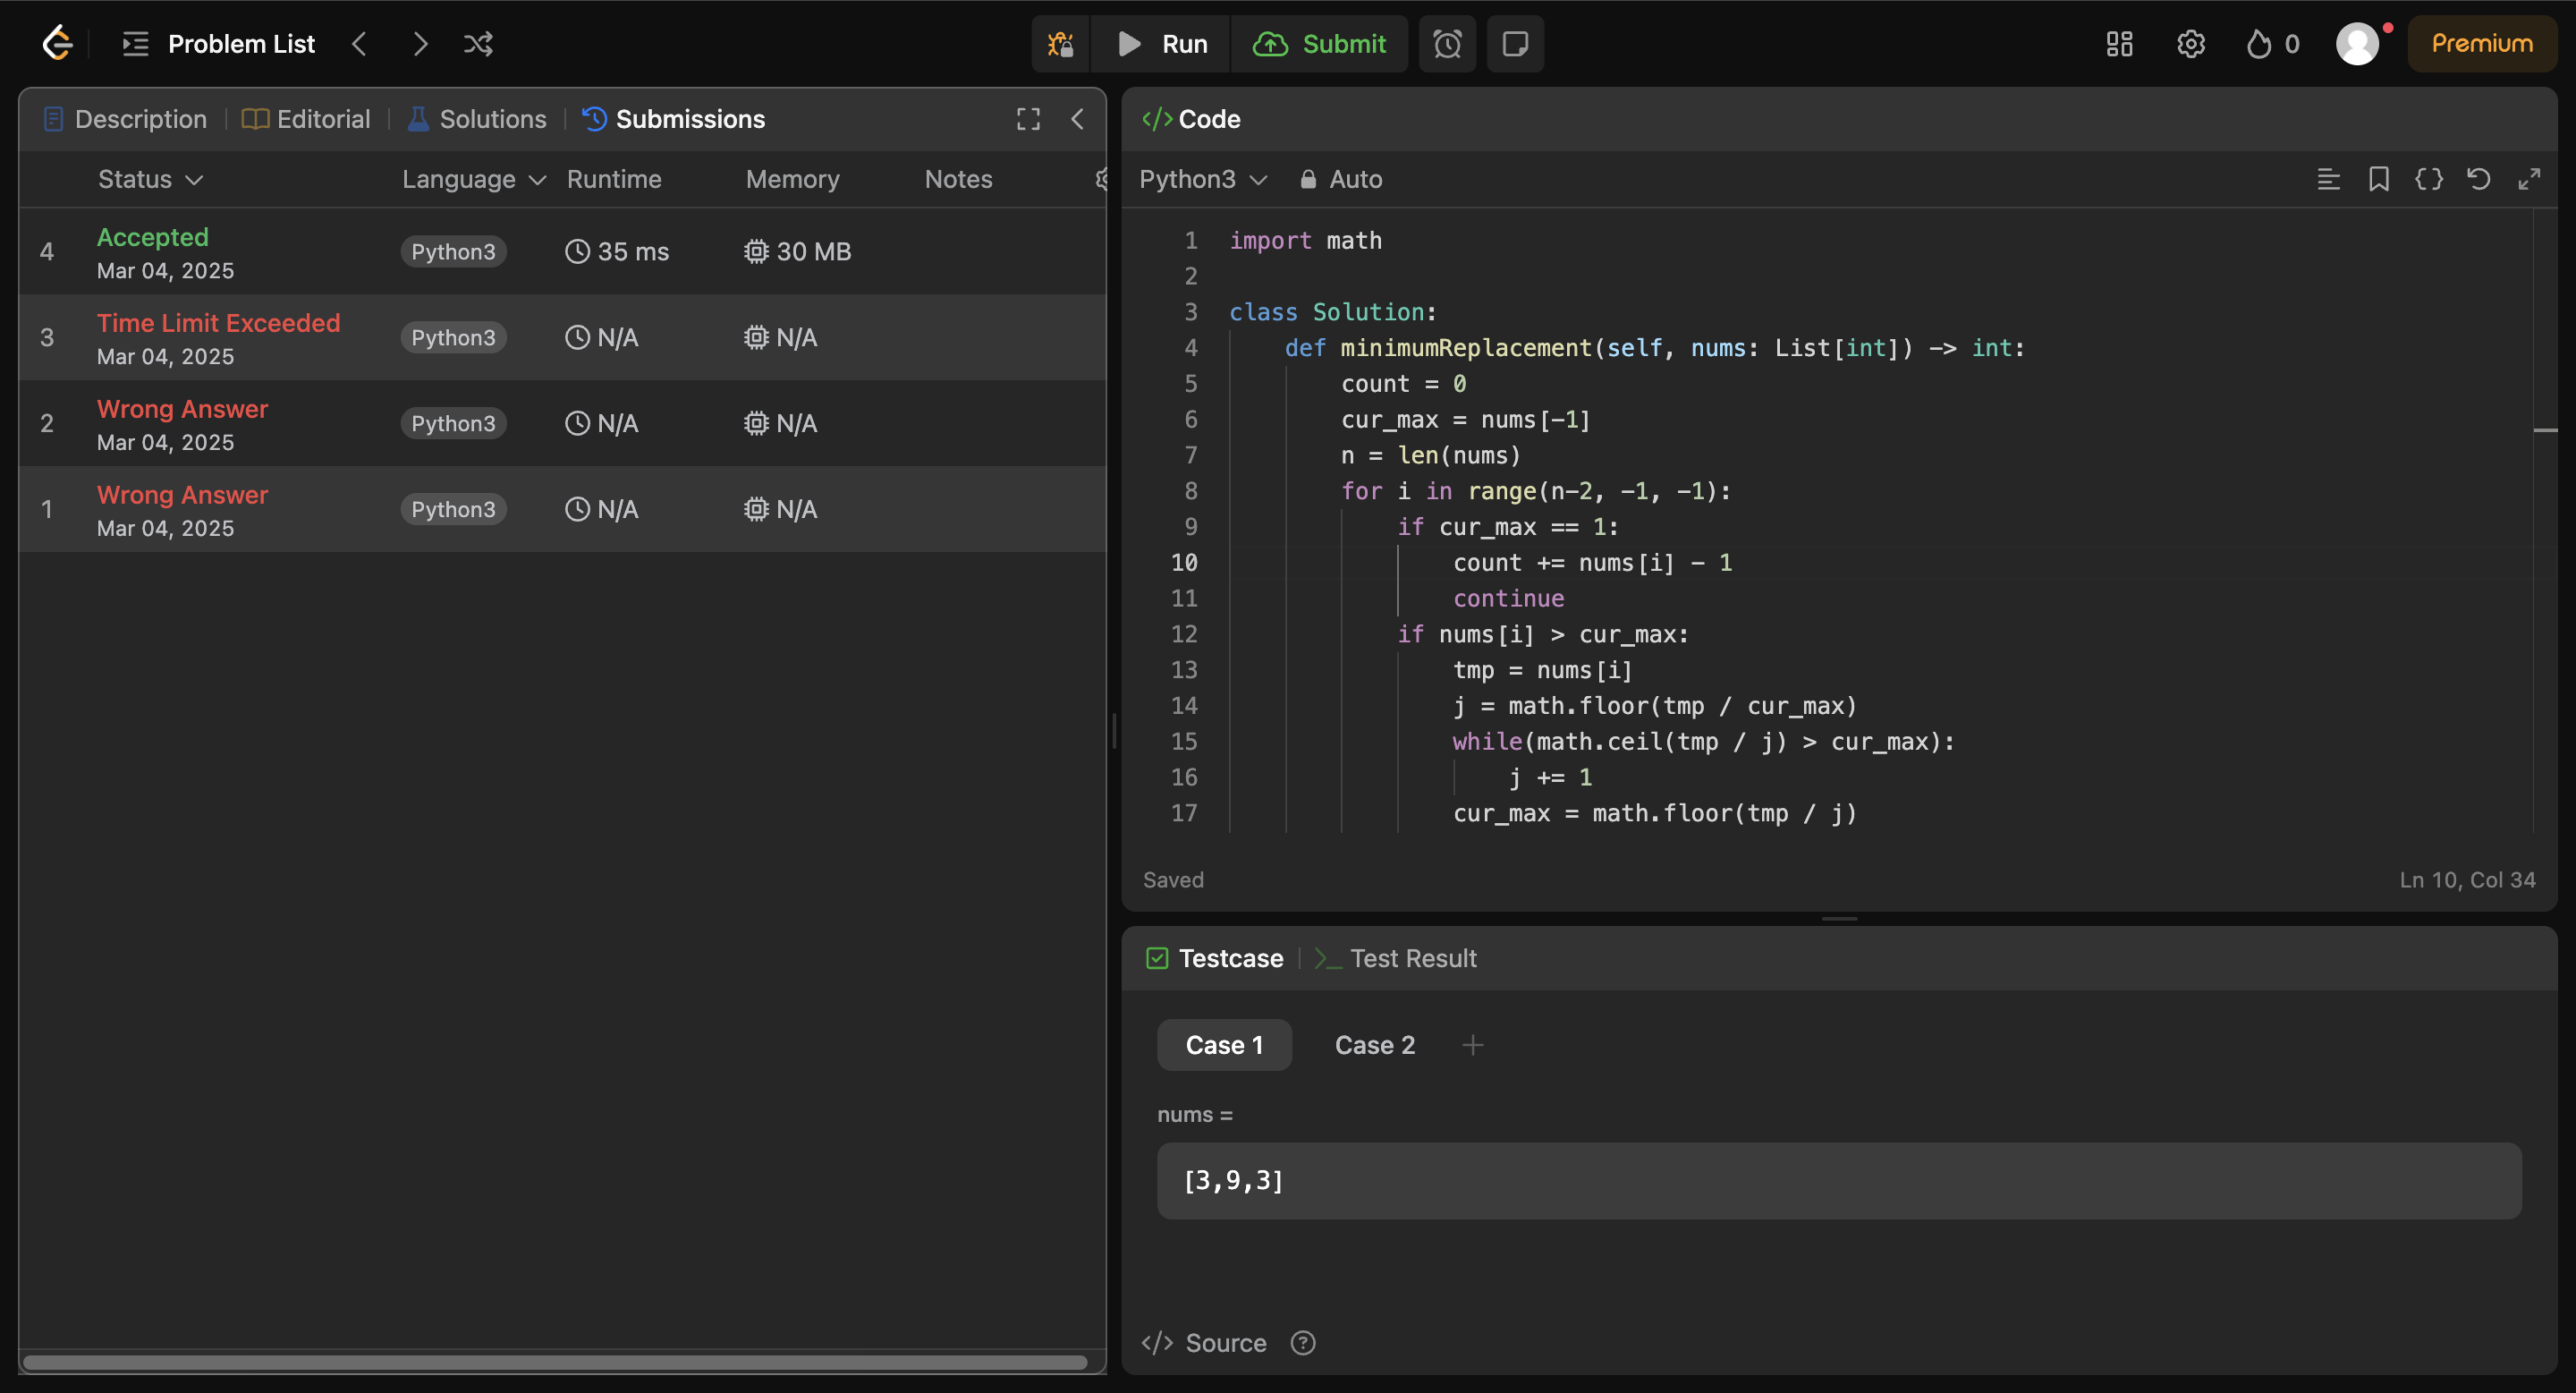 Problem List
Run
Submit
0
Premium
Description
Editorial
Solutions
Submissions
Status
Language
Runtime
Memory
Notes
4
Accepted
Mar 04, 2025
Python3
35 ms
30 MB
3
Time Limit Exceeded
Mar 04, 2025
Python3
N/A
N/A
2
Wrong Answer
Mar 04, 2025
Python3
N/A
N/A
1
Wrong Answer
Mar 04, 2025
Python3
N/A
N/A
</> Code
Python3
Auto
1 import math
2
3 class Solution:
4     def minimumReplacement(self, nums: List[int]) -> int:
5         count = 0
6         cur_max = nums[-1]
7         n = len(nums)
8         for i in range(n-2, -1, -1):
9             if cur_max == 1:
10                 count += nums[i] - 1
11                 continue
12             if nums[i] > cur_max:
13                 tmp = nums[i]
14                 j = math.floor(tmp / cur_max)
15                 while(math.ceil(tmp / j) > cur_max):
16                     j += 1
17                 cur_max = math.floor(tmp / j)
Saved
Ln 10, Col 34
Testcase
Test Result
Case 1
Case 2
nums =
[3,9,3]
</> Source